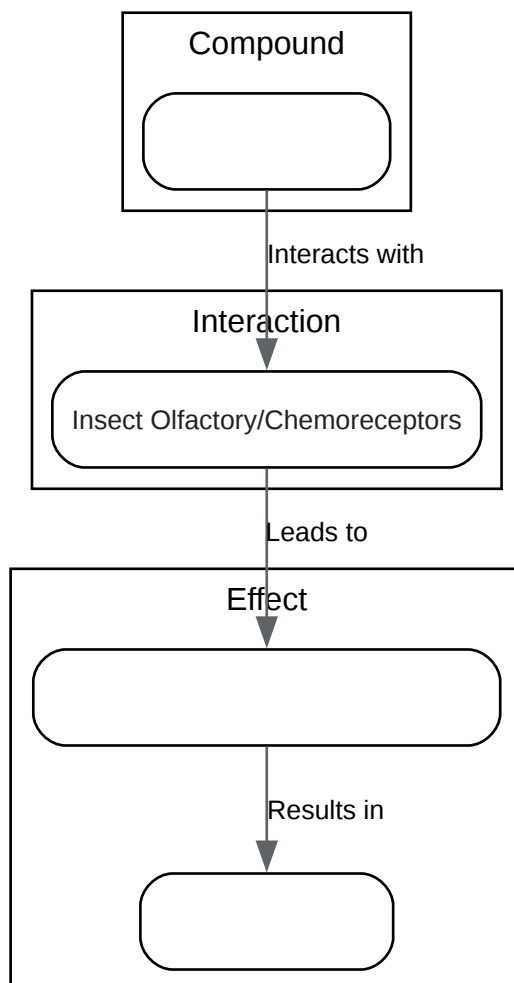 Compound
Interacts with
Interaction
Insect Olfactory/Chemoreceptors
Leads to
Effect
Results in